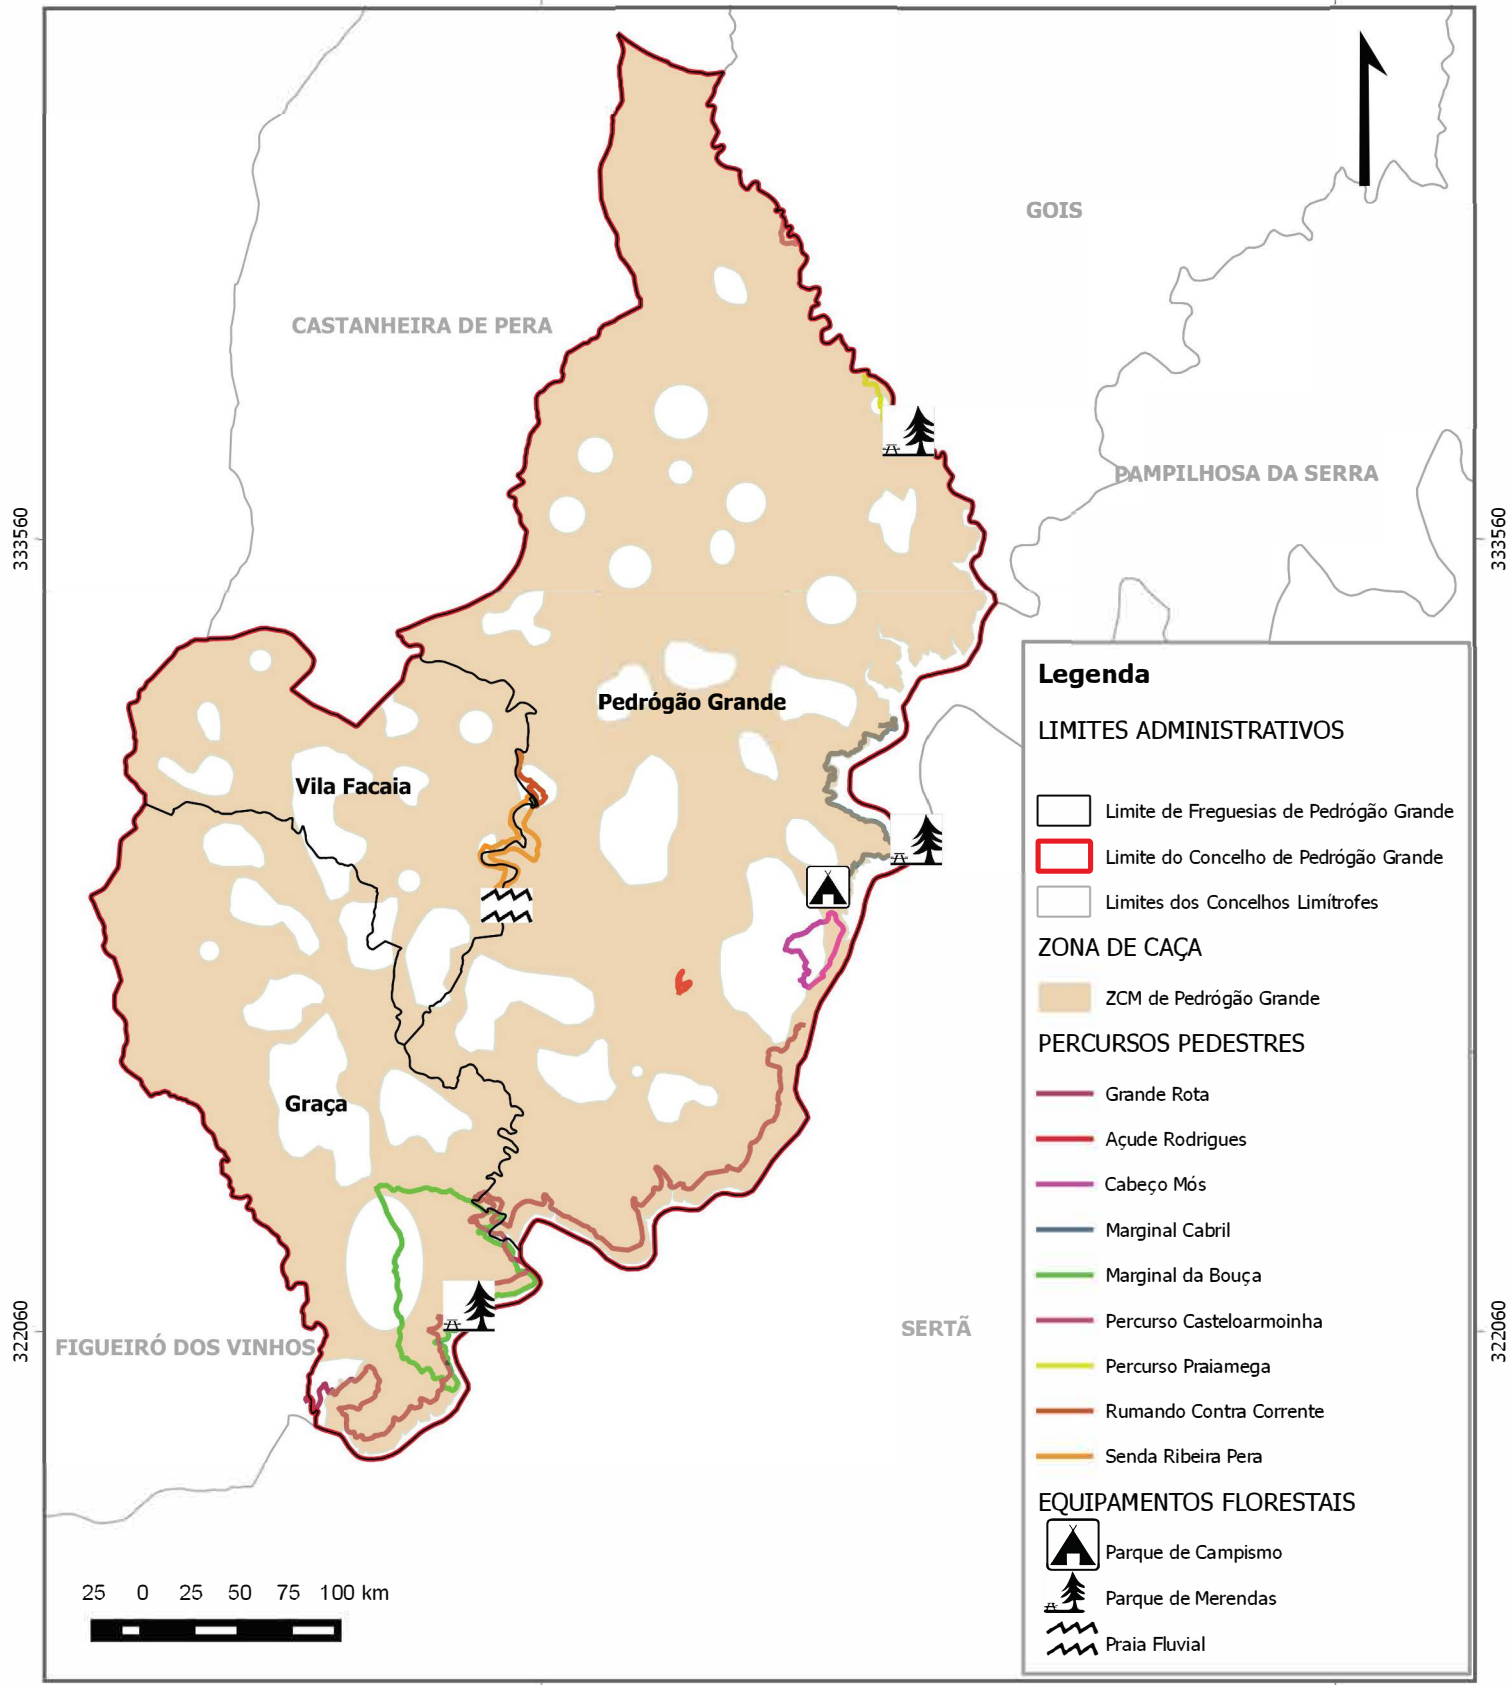 GOIS
CASTANHEIRA DE PERA
PAMPILHOSA DA SERRA
333560
333560
Pedrógão Grande
Vila Facaia
Graça
SERTÃ
FIGUEIRÓ DOS VINHOS
322060
322060
25 0 25 50 75 100 km
Legenda
LIMITES ADMINISTRATIVOS
Limite de Freguesias de Pedrógão Grande
Limite do Concelho de Pedrógão Grande
Limites dos Concelhos Limítrofes
ZONA DE CAÇA
ZCM de Pedrógão Grande
PERCURSOS PEDESTRES
Grande Rota
Açude Rodrigues
Cabeço Mós
Marginal Cabril
Marginal da Bouça
Percurso Casteloarmoinha
Percurso Praiamega
Rumando Contra Corrente
Senda Ribeira Pera
EQUIPAMENTOS FLORESTAIS
Parque de Campismo
Parque de Merendas
Praia Fluvial